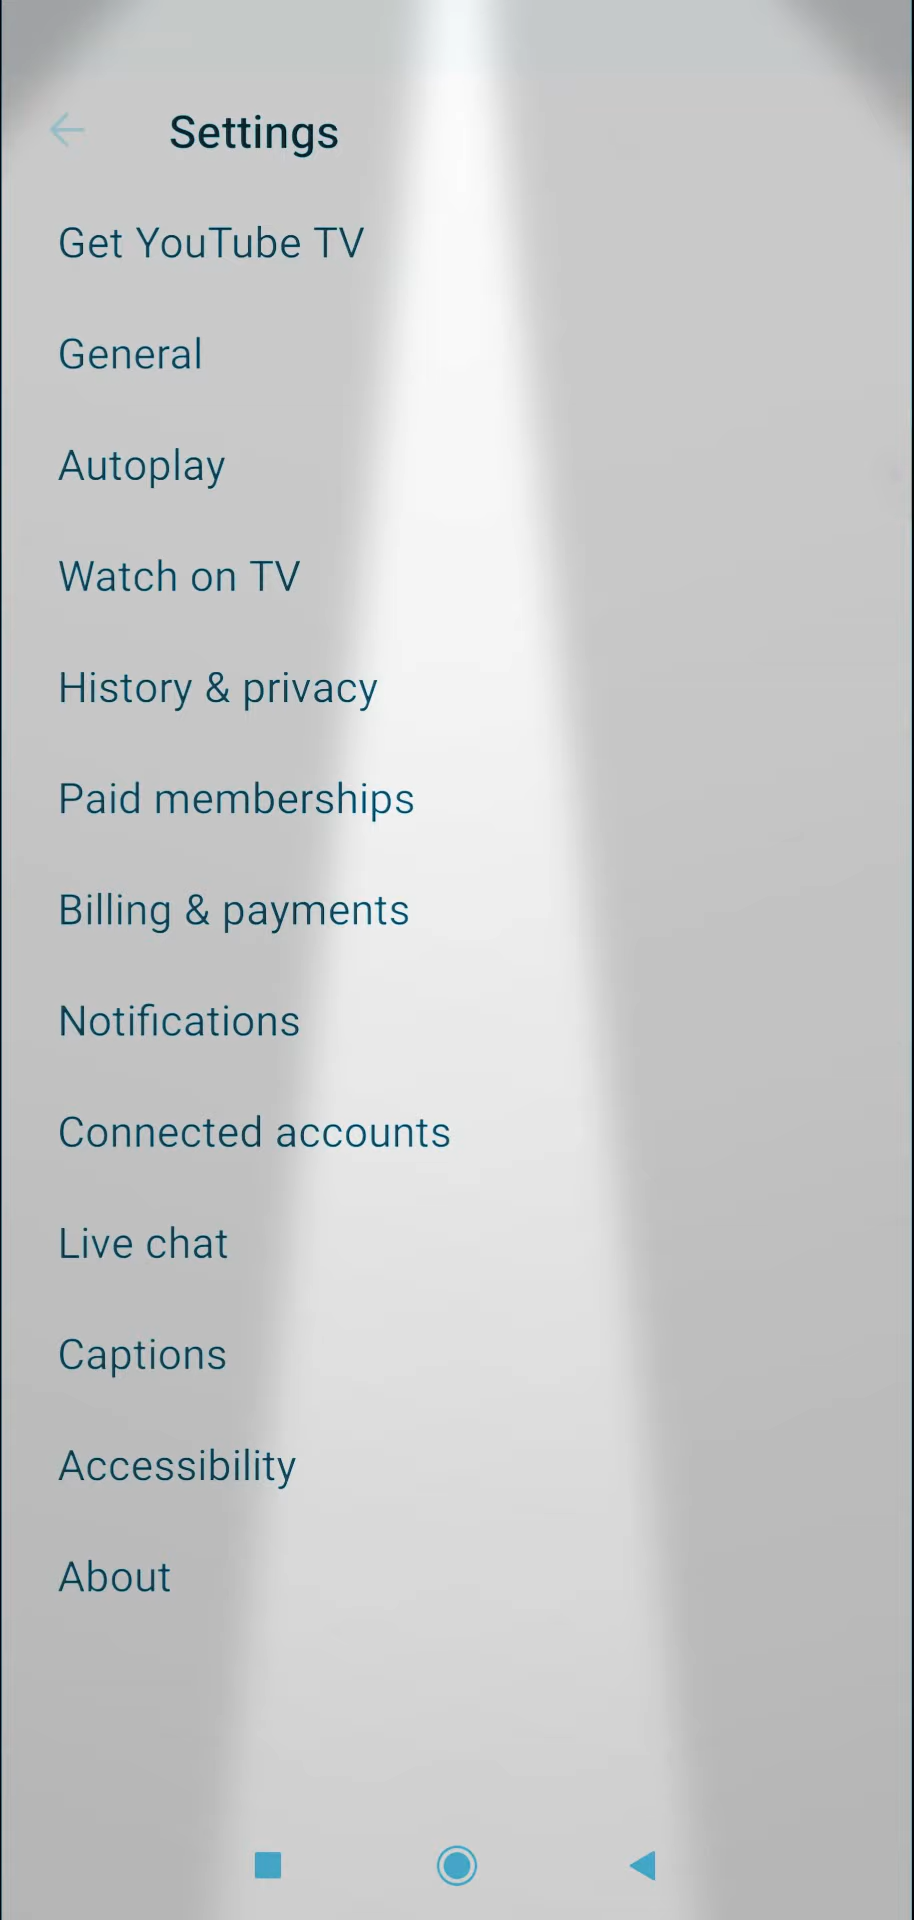 Settings
Get YouTube TV
General
Autoplay
Watch on TV
History & privacy
Paid memberships
Billing & payments
Notifications
Connected accounts
Live chat
Captions
Accessibility
About